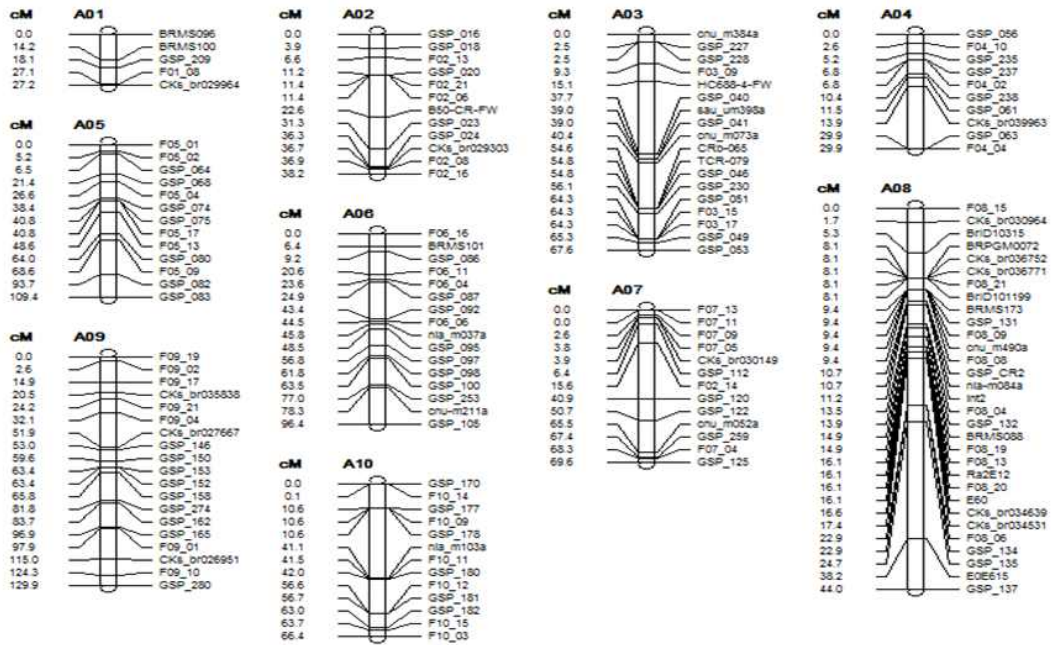 cM A01
0.0 BRMS096
14.2 BRMS100
18.1 GSP_209
27.1 F01_08
27.2 CKs_br029964
cM A02
0.0 GSP_016
3.9 GSP_018
6.6 F02_13
11.2 GSP_020
11.4 F02_21
11.4 F02_06
22.6 B50-CR-FW
31.3 GSP_023
36.3 GSP_024
36.7 CKs_br029303
36.9 F02_08
38.2 F02_16
cM A03
0.0 cnu_m384a
2.5 GSP_227
2.5 GSP_228
9.3 F03_09
15.1 HC688-4-FW
37.7 GSP_040
39.0 sau_um398a
39.0 GSP_041
40.4 cnu_m073a
54.6 CRb-065
54.8 TCR-079
54.8 GSP_046
56.1 GSP_230
64.3 GSP_051
64.3 F03_15
64.3 F03_17
65.3 GSP_049
67.6 GSP_053
cM A04
0.0 GSP_056
2.6 F04_10
5.2 GSP_235
6.8 GSP_237
6.8 F04_02
10.4 GSP_238
11.5 GSP_061
13.9 CKs_br039963
29.9 GSP_063
29.9 F04_04
cM A05
0.0 F05_01
5.2 F05_02
6.5 GSP_064
21.4 GSP_068
26.6 F05_04
38.4 GSP_074
40.8 GSP_075
40.8 F05_17
48.6 F05_13
64.0 GSP_080
68.6 F05_09
93.7 GSP_082
109.4 GSP_083
cM A06
0.0 F06_16
6.4 BRMS101
9.2 GSP_086
20.6 F06_11
23.6 F06_04
24.9 GSP_087
43.4 GSP_092
44.5 F06_06
45.8 nia_m037a
48.5 GSP_095
56.8 GSP_097
61.8 GSP_098
63.5 GSP_100
77.0 GSP_253
78.3 cnu-m211a
96.4 GSP_105
cM A07
0.0 F07_13
0.0 F07_11
2.6 F07_09
3.8 F07_05
3.9 CKs_br030149
6.4 GSP_112
15.6 F02_14
40.9 GSP_120
50.7 GSP_122
65.5 cnu_m052a
67.4 GSP_259
68.3 F07_04
69.6 GSP_125
cM A08
0.0 F08_15
1.7 CKs_br030964
5.3 BrID10315
8.1 BRPGM0072
8.1 CKs_br036752
8.1 CKs_br036771
8.1 F08_21
8.1 BrID101199
9.4 BRMS173
9.4 GSP_131
9.4 F08_09
9.4 cnu_m490a
9.4 F08_08
10.7 GSP_CR2
10.7 nia-m084a
11.2 Int2
13.5 F08_04
13.9 GSP_132
14.9 BRMS088
14.9 F08_19
16.1 F08_13
16.1 Ra2E12
16.1 F08_20
16.1 E60
16.6 CKs_br034639
17.4 CKs_br034531
22.9 F08_06
22.9 GSP_134
24.7 GSP_135
38.2 E0E615
44.0 GSP_137
cM A09
0.0 F09_19
2.6 F09_02
14.9 F09_17
20.5 CKs_br035838
24.2 F09_21
32.1 F09_04
51.9 CKs_br027667
53.0 GSP_146
59.6 GSP_150
63.4 GSP_153
63.4 GSP_152
65.8 GSP_158
81.8 GSP_274
83.7 GSP_162
96.9 GSP_165
97.9 F09_01
115.0 CKs_br026951
124.3 F09_10
129.9 GSP_280
cM A10
0.0 GSP_170
0.1 F10_14
10.6 GSP_177
10.6 F10_09
10.6 GSP_178
41.1 nia_m103a
41.5 F10_11
42.0 GSP_180
56.6 F10_12
56.7 GSP_181
63.0 GSP_182
63.7 F10_15
66.4 F10_03